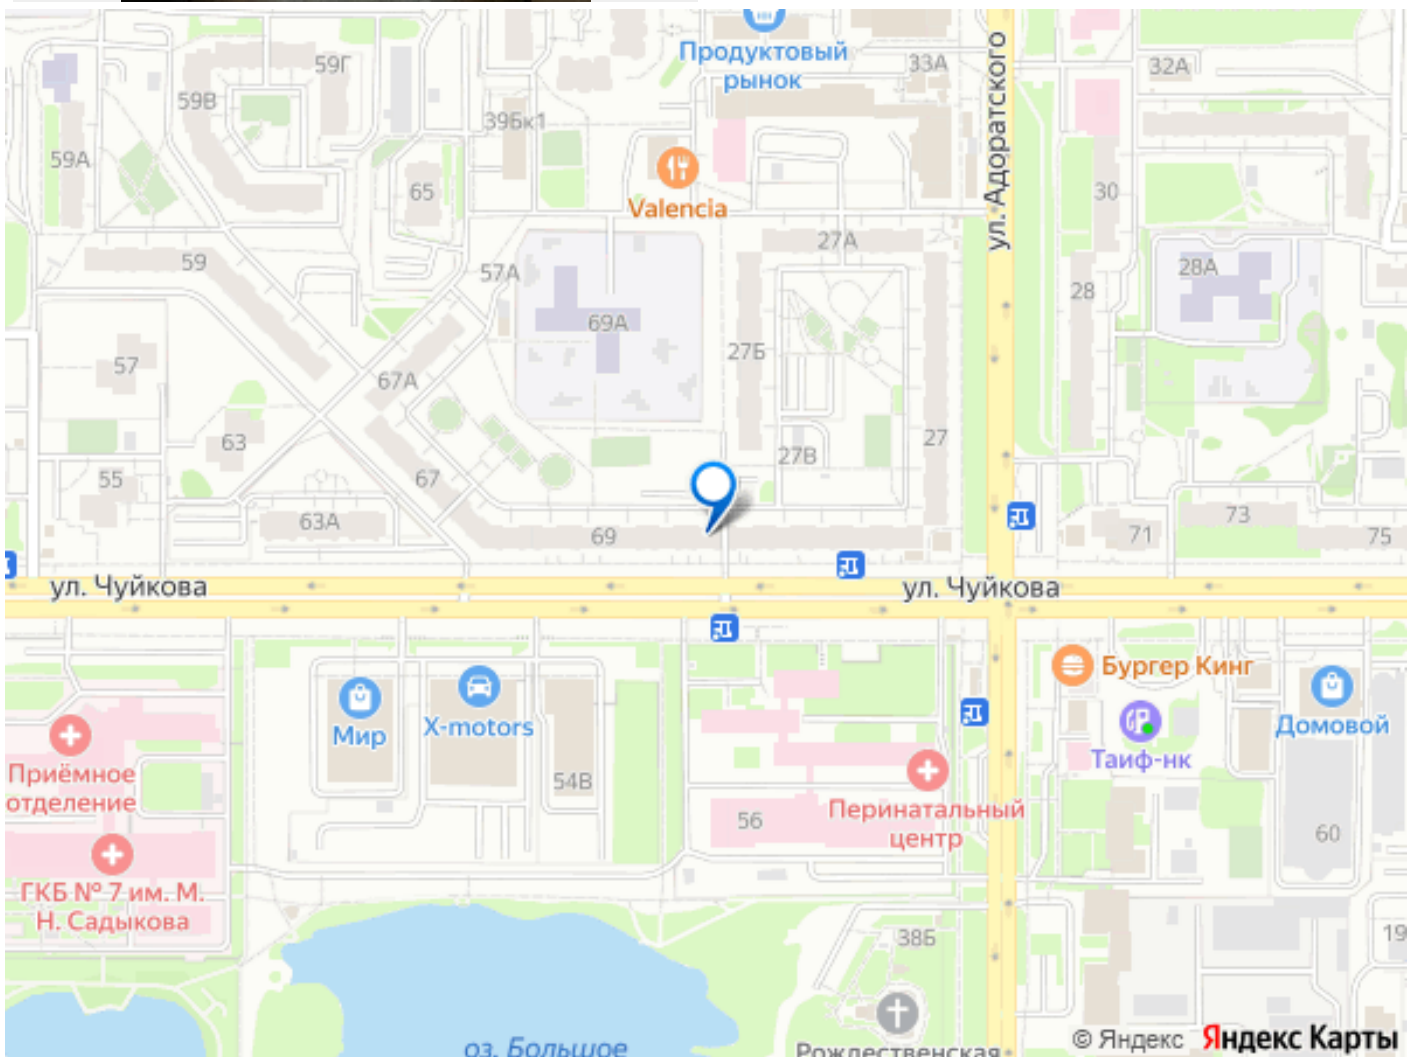 Продуктовый
рынок
33А
32А
59Г
59В
39Бк1
59А
65
Valencia
ул. Адоратского
30
27А
59
57А
28А
28
69А
27Б
57
67А
27
63
27В
55
67
63А
69
71
73
75
ул. Чуйкова
ул. Чуйкова
Бургер Кинг
Мир
X-motors
Домовой
Таиф-нк
Приёмное
отделение
54В
56
Перинатальный
центр
60
ГКБ № 7 им. М.
Н. Садыкова
38Б
19
оз. Большое
Рождественская
© Яндекс Яндекс Карты